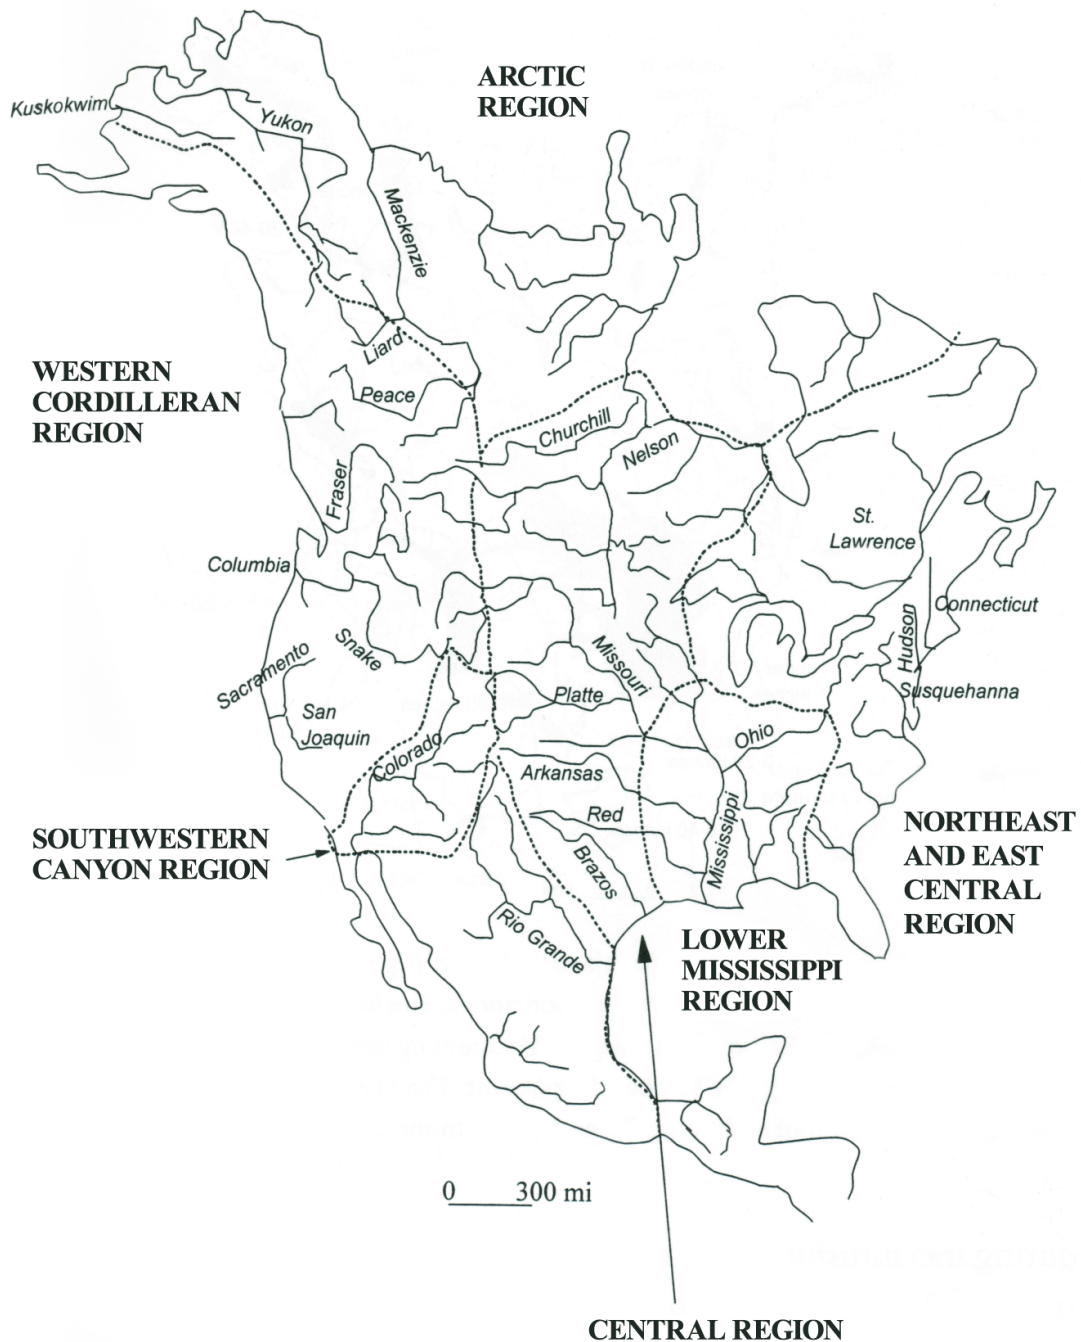 ARCTIC
REGION
Kuskokwim
Yukon
Mackenzie
Liard
WESTERN
CORDILLERAN
REGION
Peace
Churchill
Nelson
Fraser
St.
Lawrence
Columbia
Connecticut
Hudson
Snake
Missouri
Sacramento
Susquehanna
Platte
San
Joaquin
Ohio
Colorado
Arkansas
Red
Mississippi
SOUTHWESTERN
CANYON REGION
NORTHEAST
AND EAST
CENTRAL
REGION
Brazos
Rio Grande
LOWER
MISSISSIPPI
REGION
0 300 mi
CENTRAL REGION